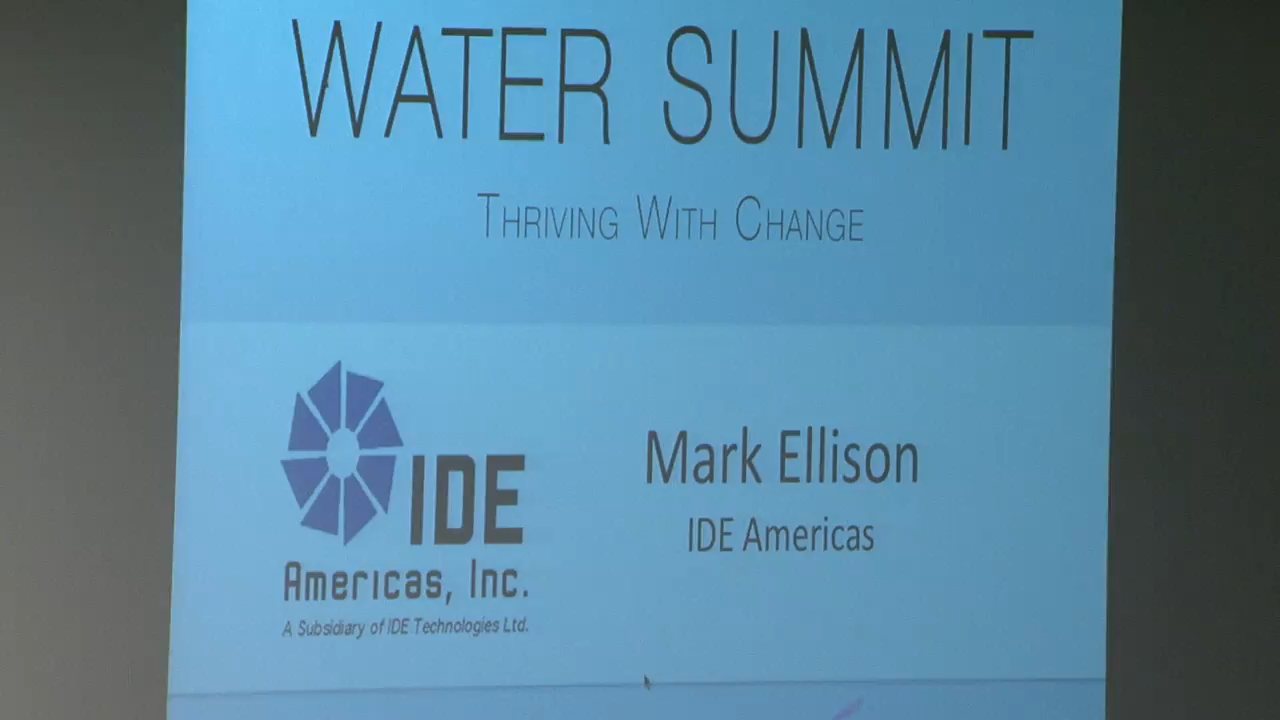 WATER SUMMIT
THRIVING WITH CHANGE
IDE
Americas, Inc.
A Subsidiary of IDE Technologies Ltd.
Mark Ellison
IDE Americas